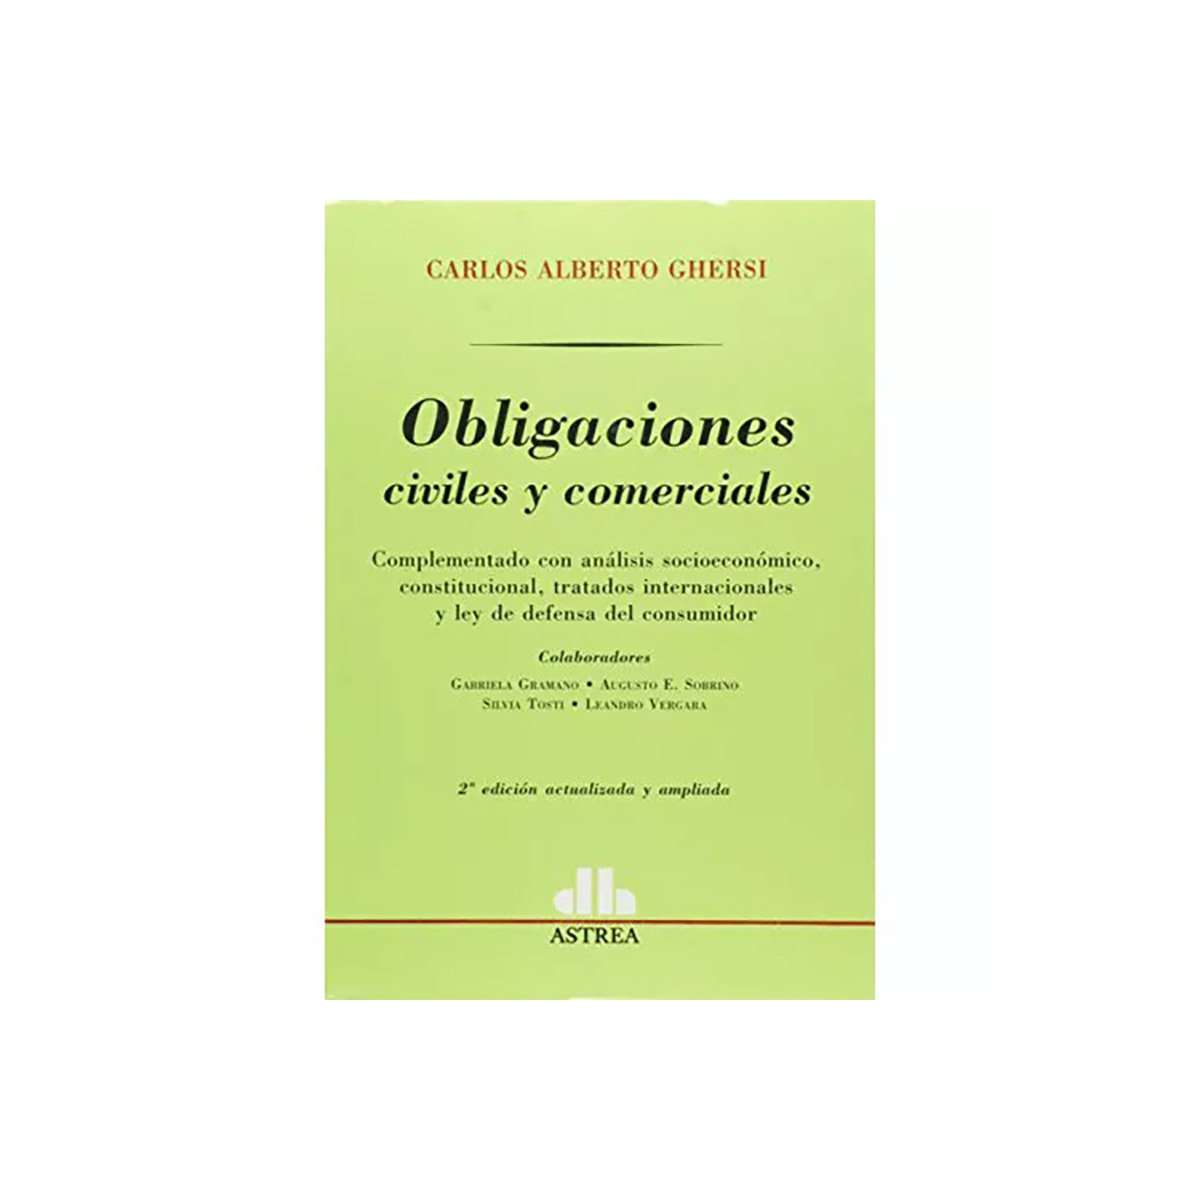 CARLOS ALBERTO GHERSI
Obligaciones
civiles y comerciales
Complementado con análisis socioeconómico,
constitucional, tratados internacionales
y ley de defensa del consumidor
Colaboradores
GABRIELA GRAMANO • AUGUSTO E. SOBRINO
SILVIA TOSTI • LEANDRO VERGARA
2ª edición actualizada y ampliada
ASTREA